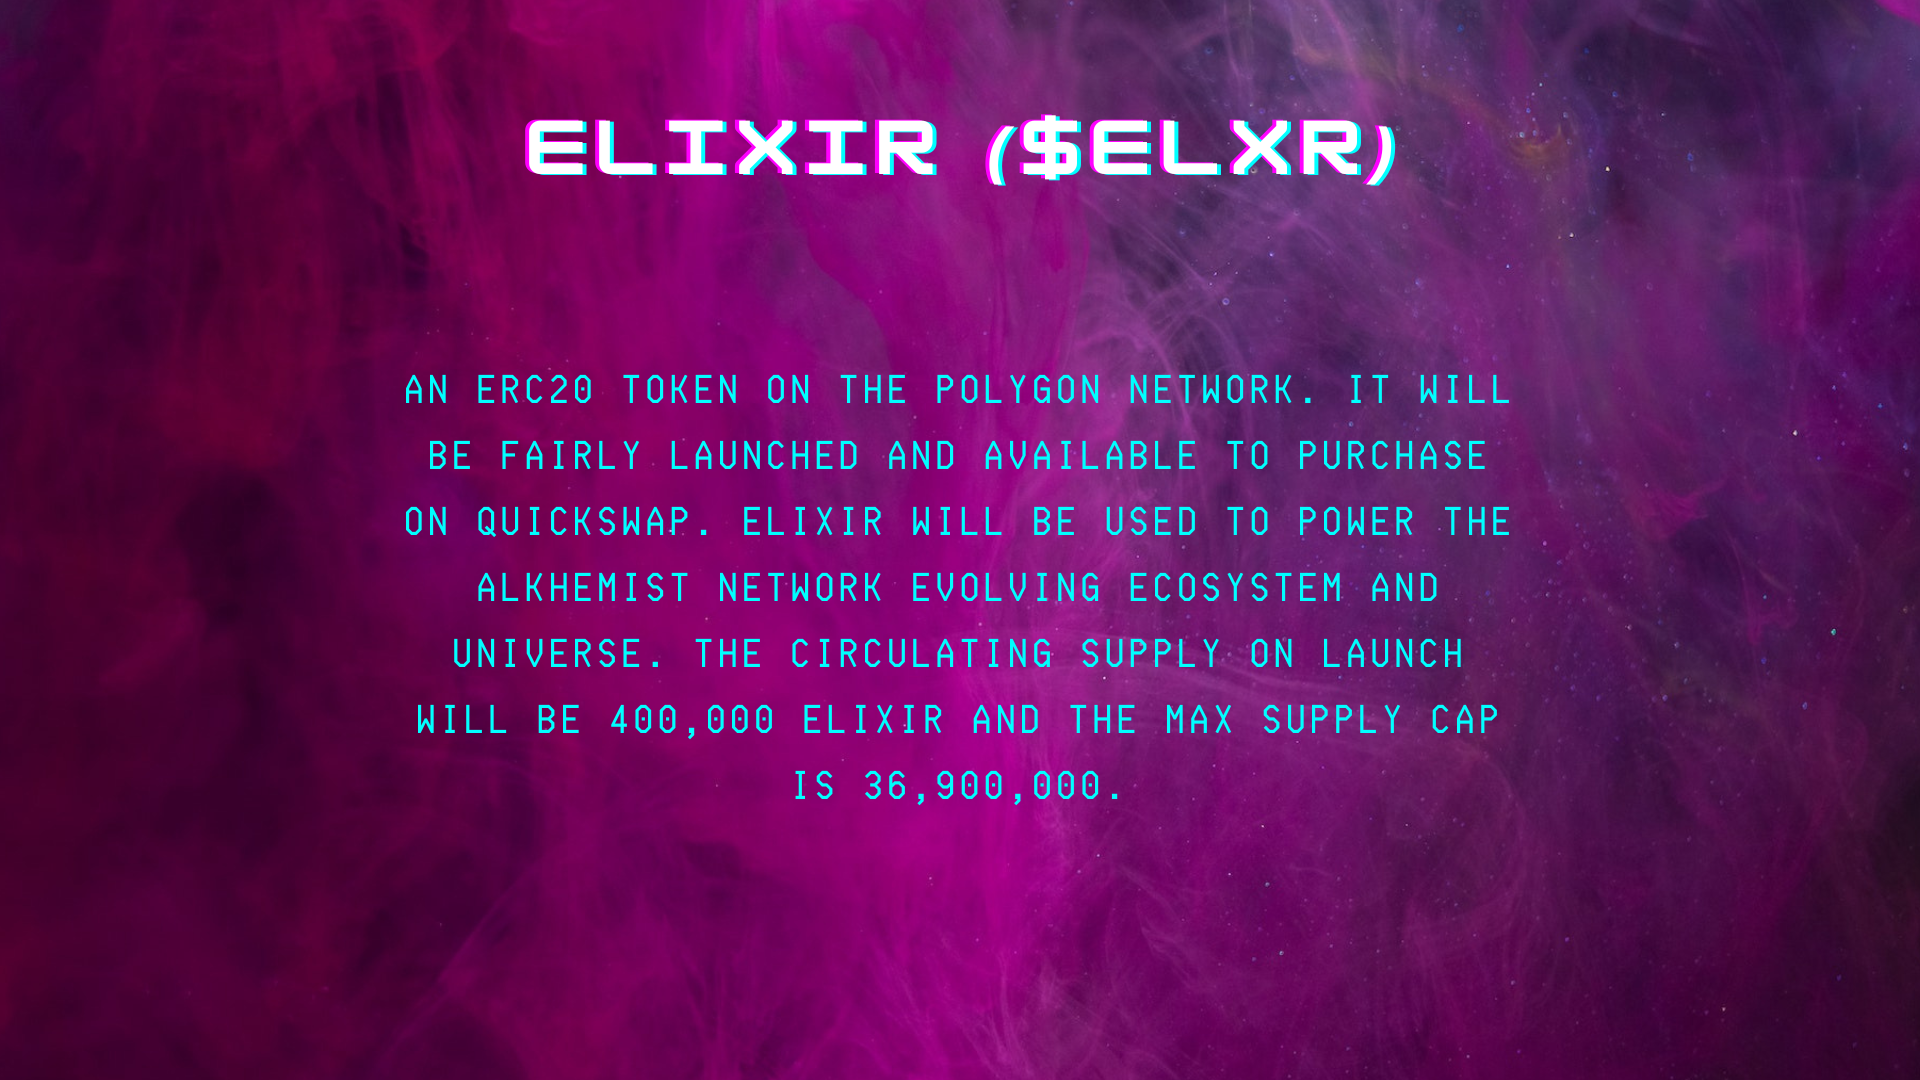 ELIXIR ($ELXR)
AN ERC20 TOKEN ON THE POLYGON NETWORK. IT WILL
BE FAIRLY LAUNCHED AND AVAILABLE TO PURCHASE
ON QUICKSWAP. ELIXIR WILL BE USED TO POWER THE
ALKHEMIST NETWORK EVOLVING ECOSYSTEM AND
UNIVERSE. THE CIRCULATING SUPPLY ON LAUNCH
WILL BE 400,000 ELIXIR AND THE MAX SUPPLY CAP
IS 36,900,000.